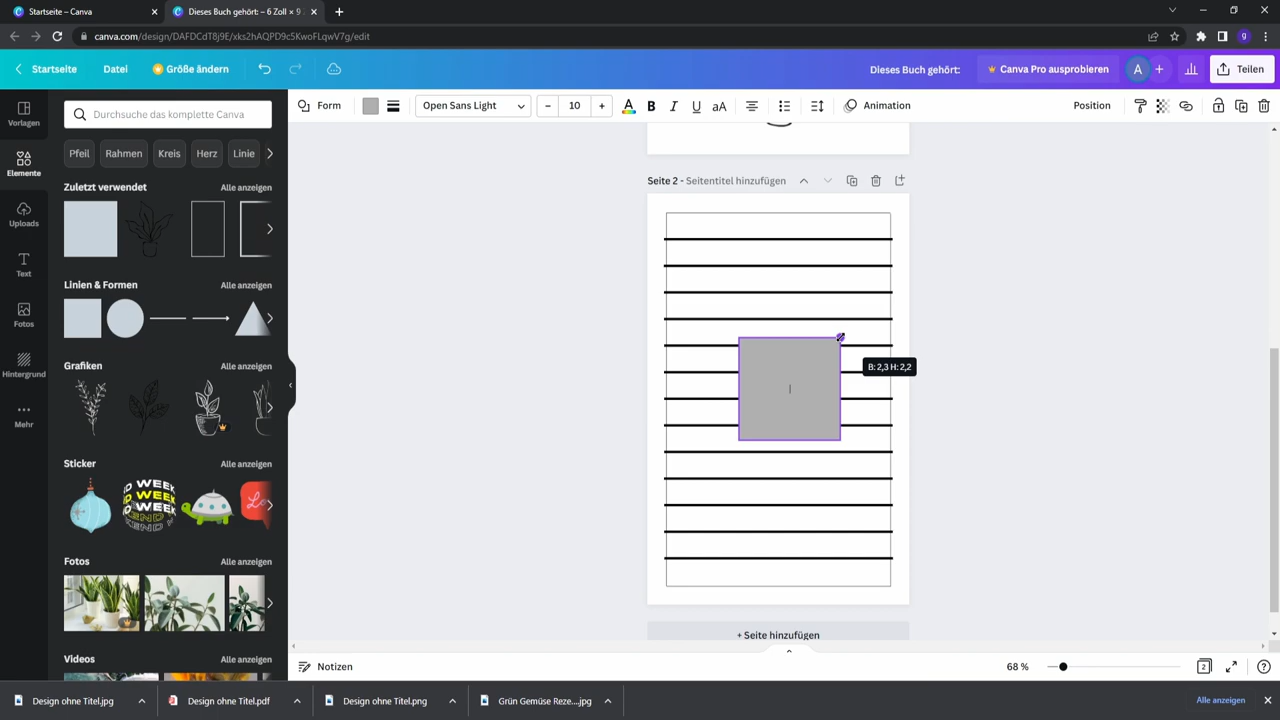 Startseite – Canva
Dieses Buch gehört: – 6 Zoll × 9
canva.com/design/DAFDCdT8j9E/xks2hAQPD9c5KwoFLqwV7g/edit
g
Startseite
Datei
Größe ändern
Dieses Buch gehört:
Canva Pro ausprobieren
A
Teilen
Vorlagen
Elemente
Uploads
Text
Fotos
Hintergrund
Mehr
Durchsuche das komplette Canva
Pfeil
Rahmen
Kreis
Herz
Linie
Zuletzt verwendet
Alle anzeigen
Linien & Formen
Alle anzeigen
Grafiken
Alle anzeigen
Sticker
Alle anzeigen
Fotos
Alle anzeigen
Videos
Alle anzeigen
Form
Open Sans Light
– 10 +
A
B
I
U
aA
Animation
Position
Seite 2 - Seitentitel hinzufügen
B: 2,3 H: 2,2
+ Seite hinzufügen
Notizen
68 %
2
Design ohne Titel.jpg
Design ohne Titel.pdf
Design ohne Titel.png
Grün Gemüse Reze....jpg
Alle anzeigen